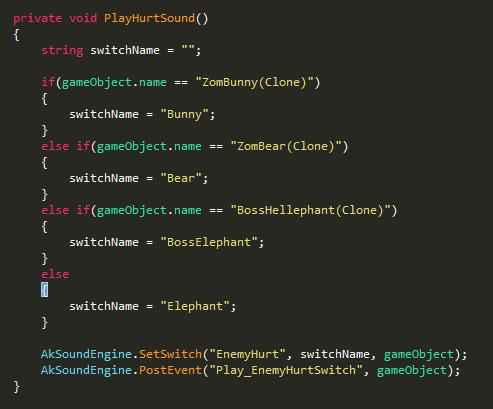 private void PlayHurtSound()
{
    string switchName = "";

    if(gameObject.name == "ZomBunny(Clone)")
    {
        switchName = "Bunny";
    }
    else if(gameObject.name == "ZomBear(Clone)")
    {
        switchName = "Bear";
    }
    else if(gameObject.name == "BossHellephant(Clone)")
    {
        switchName = "BossElephant";
    }
    else
    {
        switchName = "Elephant";
    }

    AkSoundEngine.SetSwitch("EnemyHurt", switchName, gameObject);
    AkSoundEngine.PostEvent("Play_EnemyHurtSwitch", gameObject);
}